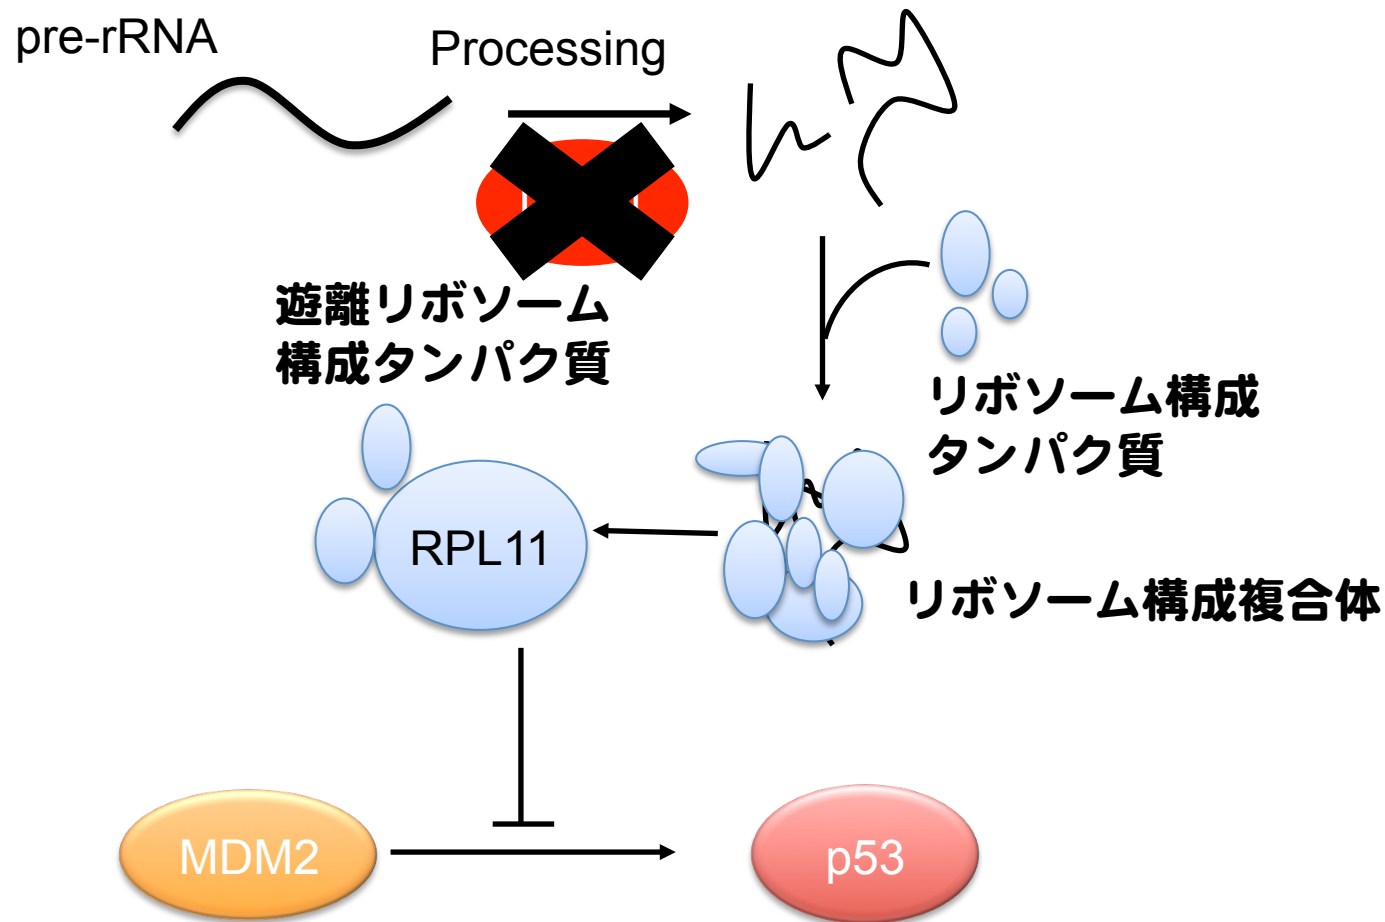 pre-rRNA
Processing
遊離リボソーム
構成タンパク質
リボソーム構成
タンパク質
RPL11
リボソーム構成複合体
MDM2
p53